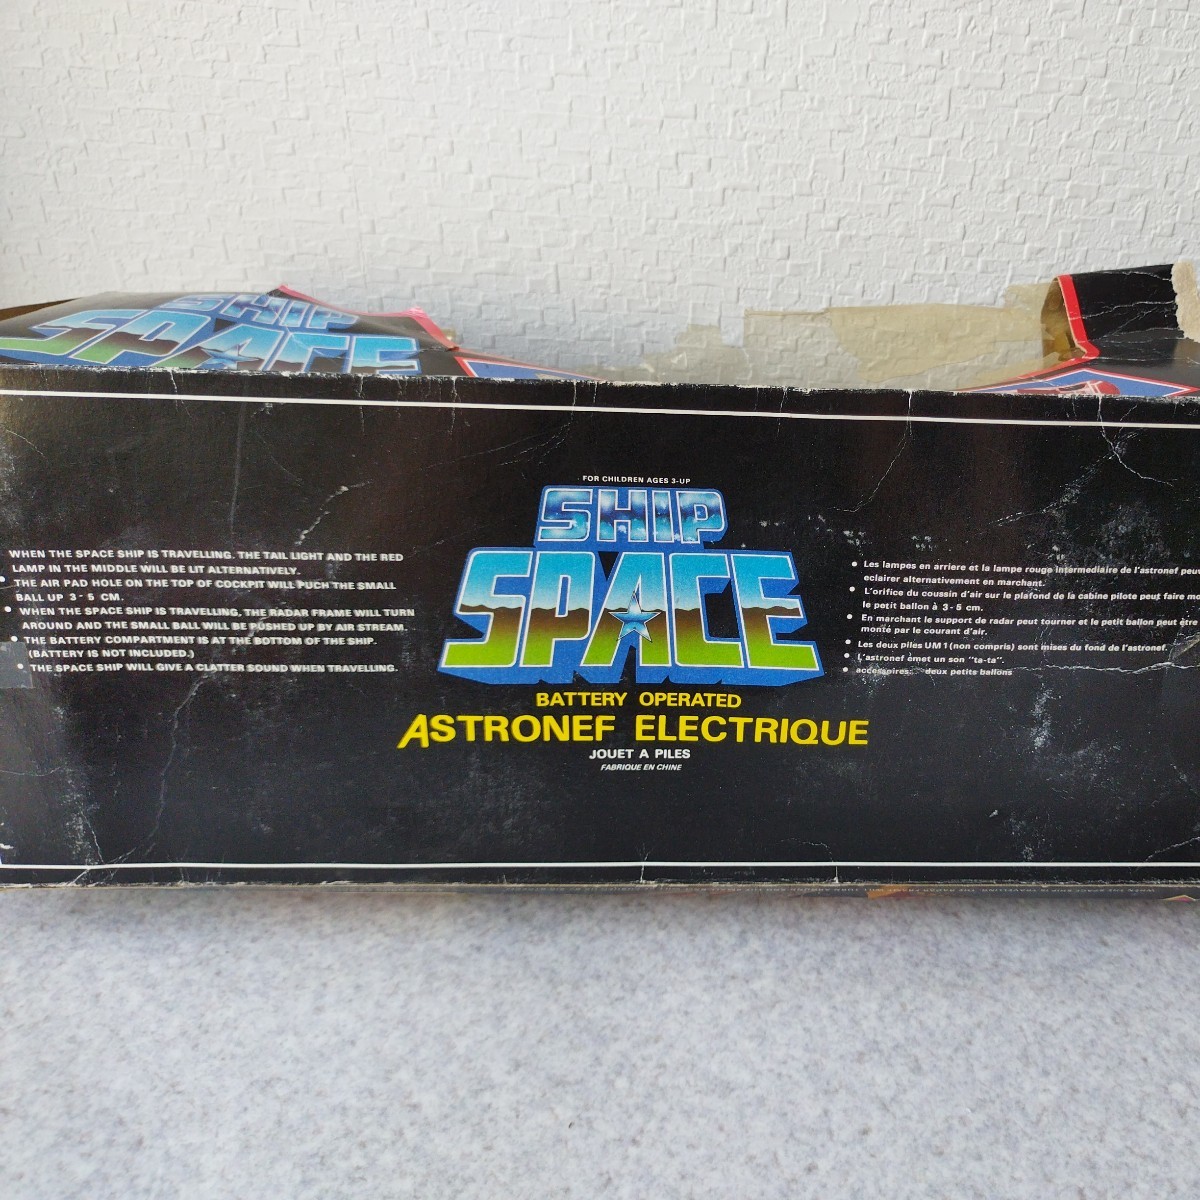 SHIP
SPACE
FOR CHILDREN AGES 3-UP
SHIP
SPACE
BATTERY OPERATED
ASTRONEF ELECTRIQUE
JOUET A PILES
FABRIQUE EN CHINE
WHEN THE SPACE SHIP IS TRAVELLING. THE TAIL LIGHT AND THE RED
LAMP IN THE MIDDLE WILL BE LIT ALTERNATIVELY.
● THE AIR PAD HOLE ON THE TOP OF COCKPIT WILL PUCH THE SMALL
BALL UP 3-5 CM.
● WHEN THE SPACE SHIP IS TRAVELLING, THE RADAR FRAME WILL TURN
AROUND AND THE SMALL BALL WILL BE PUSHED UP BY AIR STREAM.
● THE BATTERY COMPARTMENT IS AT THE BOTTOM OF THE SHIP.
(BATTERY IS NOT INCLUDED.)
● THE SPACE SHIP WILL GIVE A CLATTER SOUND WHEN TRAVELLING.
● Les lampes en arriere et la lampe rouge intermediaire de l'astronef peuv
eclairer alternativement en marchant.
● L'orifice du coussin d'air sur le plafond de la cabine pilote peut faire mo
le petit ballon à 3-5 cm.
● En marchant le support de radar peut tourner et le petit ballon peut être
monté par le courant d'air.
● Les deux piles UM1 (non compris) sont mises du fond de l'astronef.
● L'astronef émet un son "ta-ta".
● accessoires... deux petits ballons